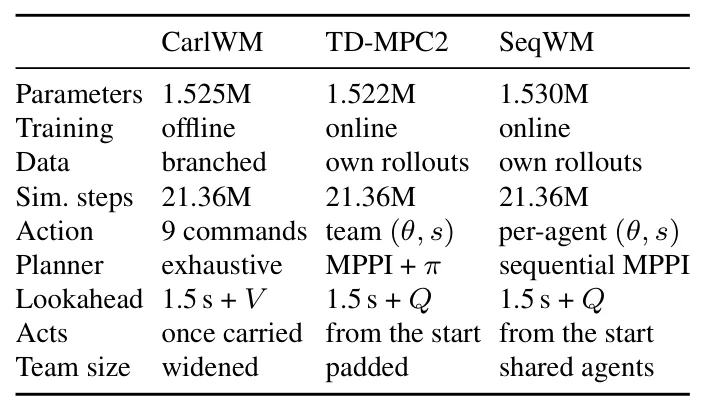 CarlWM TD-MPC2 SeqWM
Parameters 1.525M 1.522M 1.530M
Training offline online online
Data branched own rollouts own rollouts
Sim. steps 21.36M 21.36M 21.36M
Action 9 commands team (θ, s) per-agent (θ, s)
Planner exhaustive MPPI + π sequential MPPI
Lookahead 1.5 s + V 1.5 s + Q 1.5 s + Q
Acts once carried from the start from the start
Team size widened padded shared agents